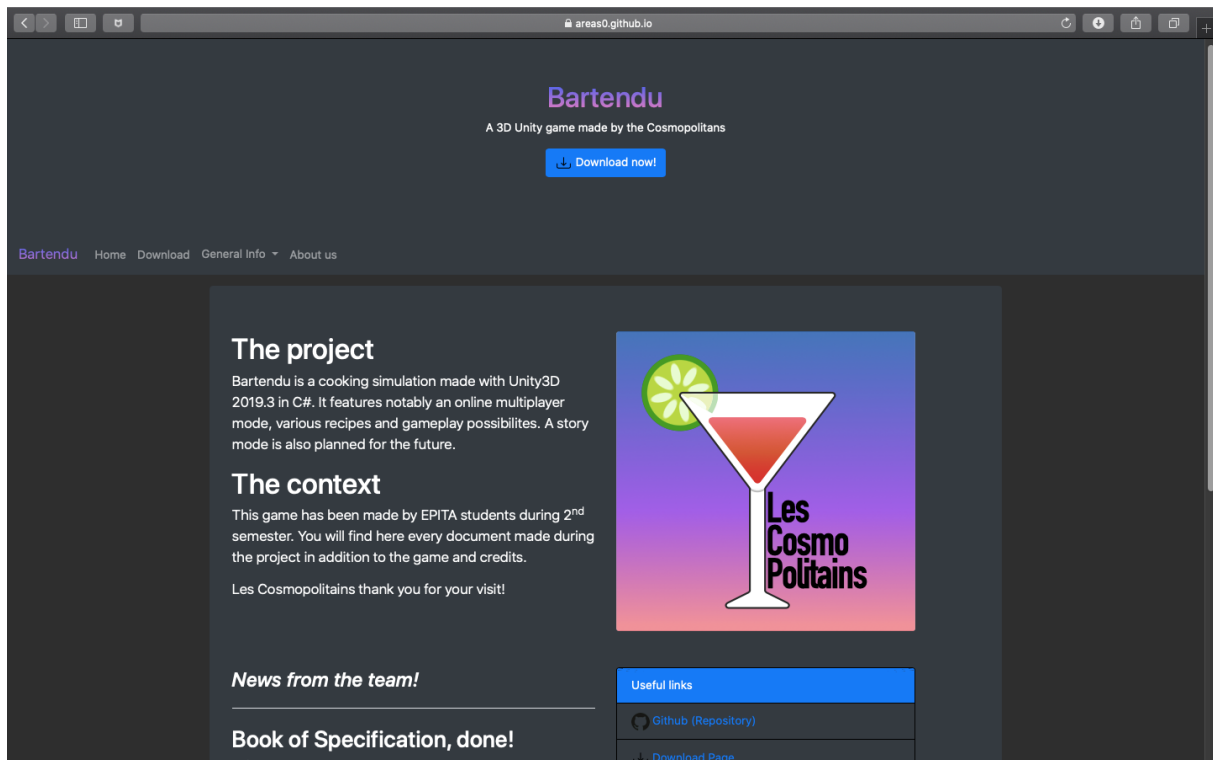 areas0.github.io
Bartendu
A 3D Unity game made by the Cosmopolitans
Download now!
Bartendu Home Download General Info About us
The project
Bartendu is a cooking simulation made with Unity3D
2019.3 in C#. It features notably an online multiplayer
mode, various recipes and gameplay possibilites. A story
mode is also planned for the future.
The context
This game has been made by EPITA students during 2nd
semester. You will find here every document made during
the project in addition to the game and credits.
Les Cosmopolitains thank you for your visit!
Les
Cosmo
Politains
News from the team!
Book of Specification, done!
Useful links
Github (Repository)
Download Page